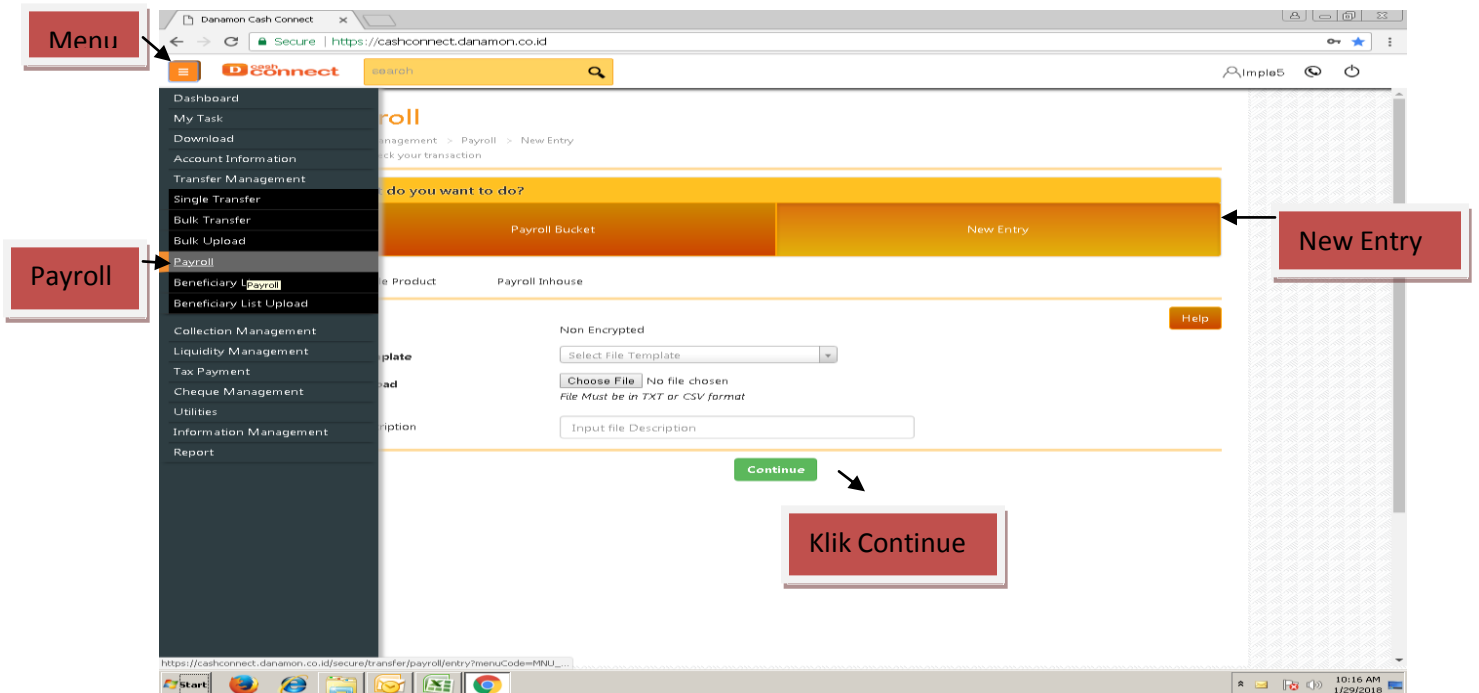 Menu
Danamon Cash Connect
Secure | https://cashconnect.danamon.co.id
D cash connect
search
Imple5
Dashboard
My Task
Download
Account Information
Transfer Management
Single Transfer
Bulk Transfer
Bulk Upload
Payroll
Beneficiary L
Payroll
Beneficiary List Upload
Collection Management
Liquidity Management
Tax Payment
Cheque Management
Utilities
Information Management
Report
Payroll
roll
anagement > Payroll > New Entry
ck your transaction
do you want to do?
Payroll Bucket
New Entry
New Entry
e Product
Payroll Inhouse
Help
Non Encrypted
plate
Select File Template
ad
Choose File No file chosen
File Must be in TXT or CSV format
ription
Input file Description
Continue
Klik Continue
https://cashconnect.danamon.co.id/secure/transfer/payroll/entry?menuCode=MNU_...
Start
10:16 AM
1/29/2018